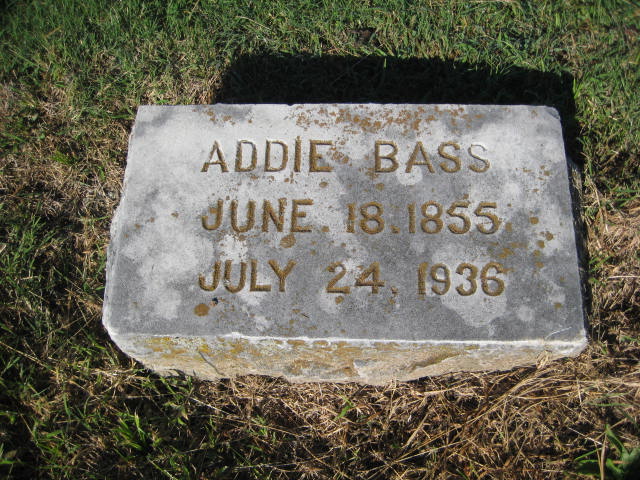 ADDIE BASS
JUNE 18. 1855
JULY 24. 1936